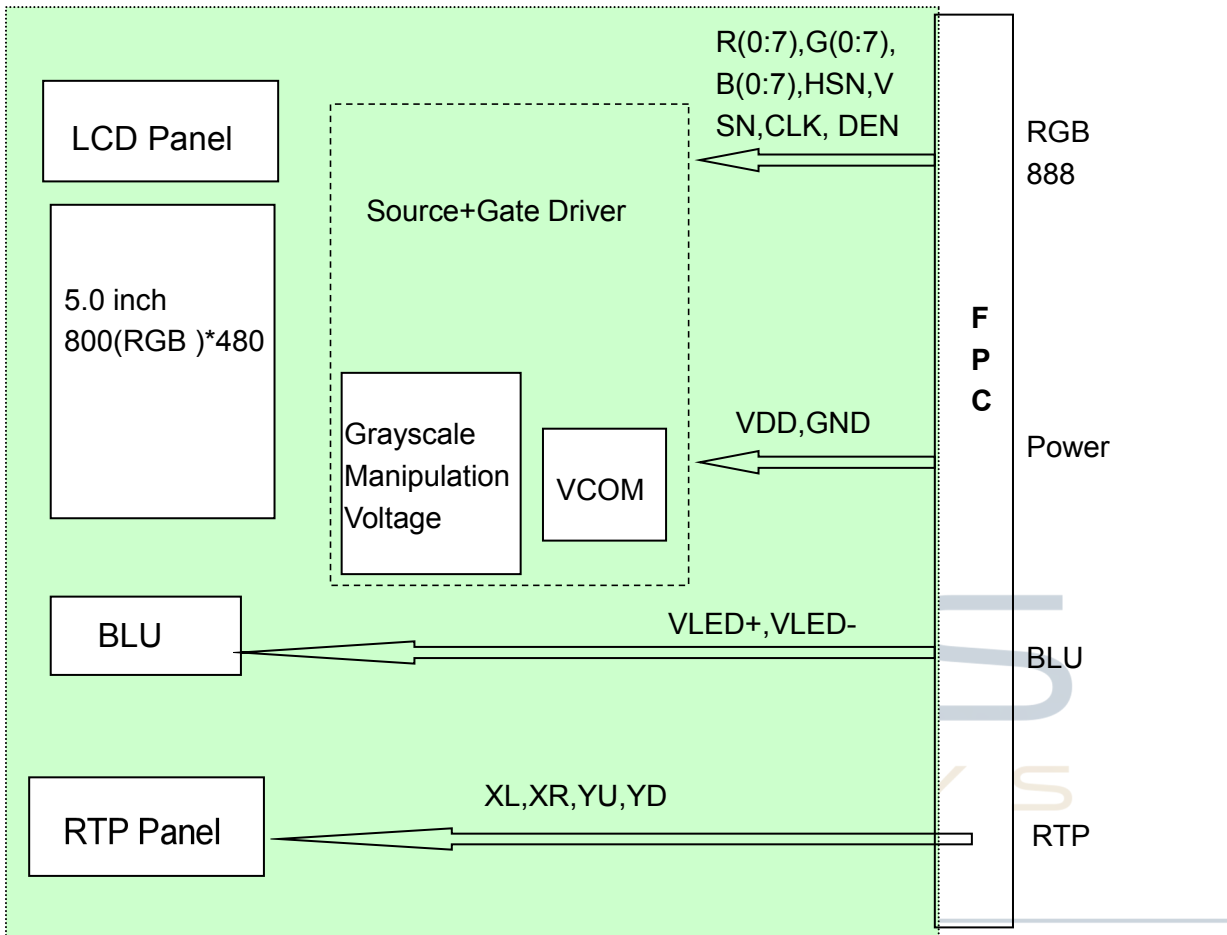 R(0:7),G(0:7),
B(0:7),HSN,V
SN,CLK, DEN
LCD Panel
RGB
888
Source+Gate Driver
5.0 inch
800(RGB )*480
F
P
C
Grayscale
Manipulation
Voltage
VCOM
VDD,GND
Power
BLU
VLED+,VLED-
BLU
RTP Panel
XL,XR,YU,YD
RTP
S
Y S